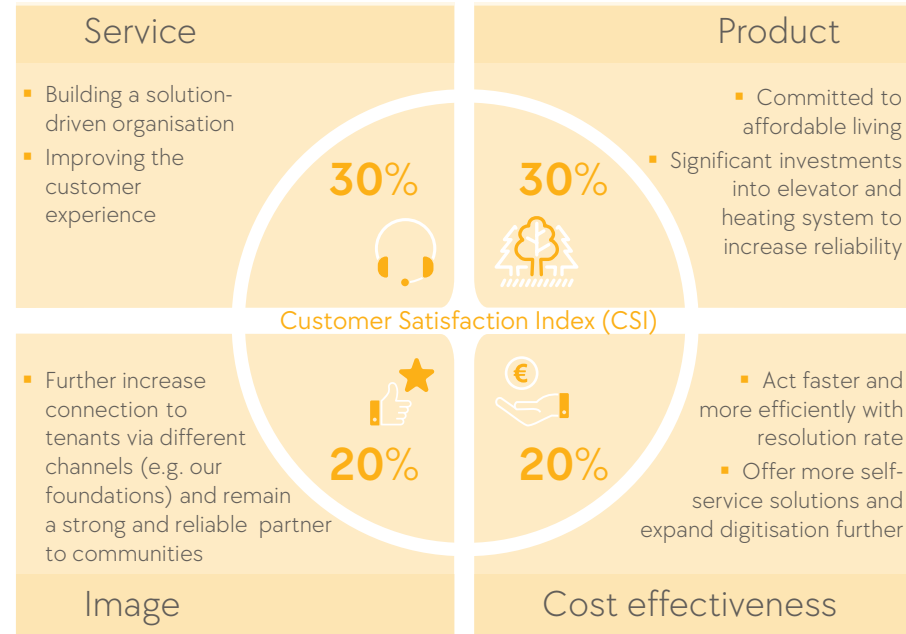 Service
▪ Building a solution-
driven organisation
▪ Improving the
customer
experience
30%
Product
▪ Committed to
affordable living
▪ Significant investments
into elevator and
heating system to
increase reliability
30%
Customer Satisfaction Index (CSI)
▪ Further increase
connection to
tenants via different
channels (e.g. our
foundations) and remain
a strong and reliable partner
to communities
20%
Image
€
▪ Act faster and
more efficiently with
resolution rate
▪ Offer more self-
service solutions and
expand digitisation further
20%
Cost effectiveness